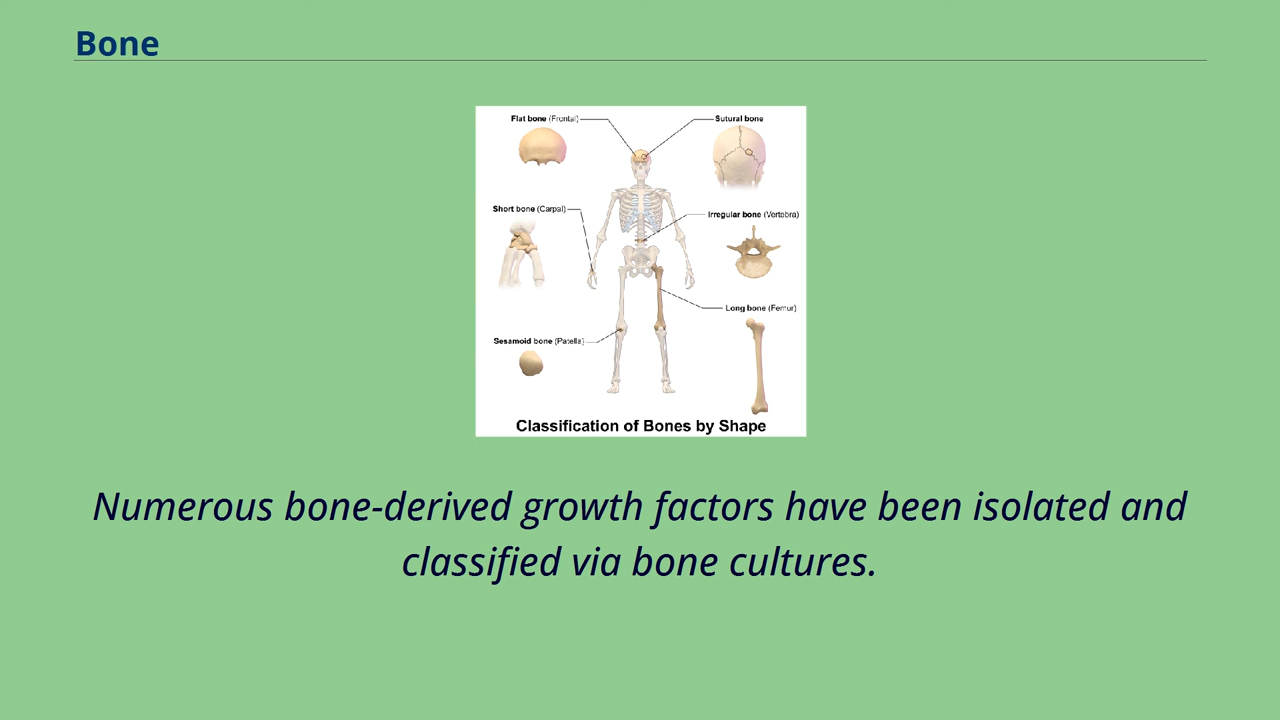 Bone
Flat bone (Frontal)
Sutural bone
Short bone (Carpal)
Irregular bone (Vertebra)
Long bone (Femur)
Sesamoid bone (Patella)
Classification of Bones by Shape
Numerous bone-derived growth factors have been isolated and
classified via bone cultures.